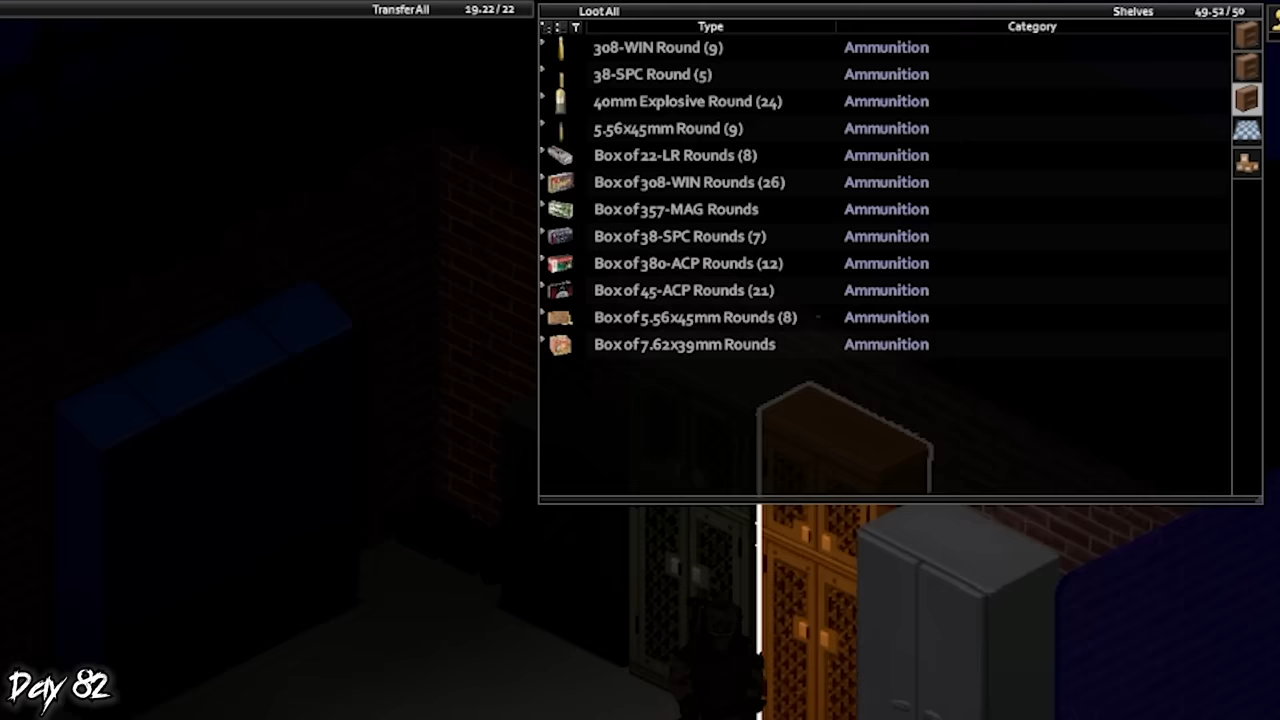 Transfer All 19.22 / 22
Loot All Shelves 49.52 / 50
Type Category
308-WIN Round (9) Ammunition
38-SPC Round (5) Ammunition
40mm Explosive Round (24) Ammunition
5.56x45mm Round (9) Ammunition
Box of 22-LR Rounds (8) Ammunition
Box of 308-WIN Rounds (26) Ammunition
Box of 357-MAG Rounds Ammunition
Box of 38-SPC Rounds (7) Ammunition
Box of 380-ACP Rounds (12) Ammunition
Box of 45-ACP Rounds (21) Ammunition
Box of 5.56x45mm Rounds (8) Ammunition
Box of 7.62x39mm Rounds Ammunition
Day 82